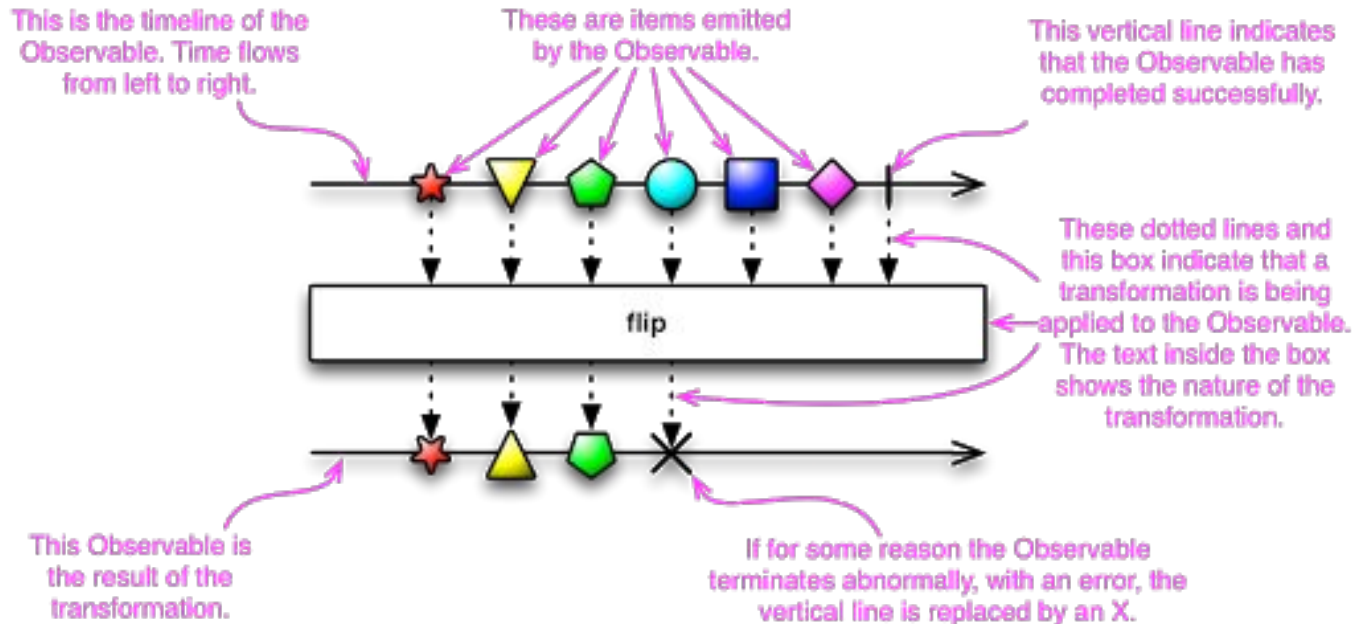 This is the timeline of the
Observable. Time flows
from left to right.
These are items emitted
by the Observable.
This vertical line indicates
that the Observable has
completed successfully.
These dotted lines and
this box indicate that a
transformation is being
applied to the Observable.
The text inside the box
shows the nature of the
transformation.
flip
This Observable is
the result of the
transformation.
If for some reason the Observable
terminates abnormally, with an error, the
vertical line is replaced by an X.